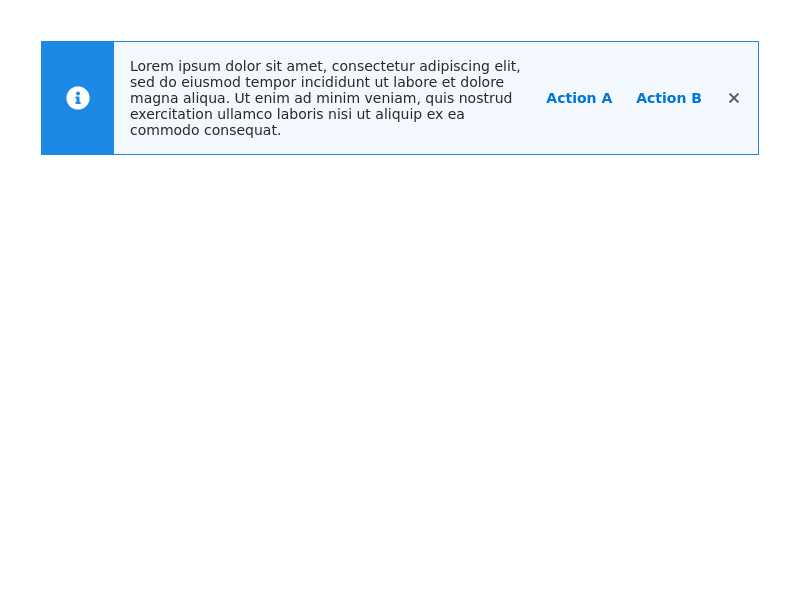 Lorem ipsum dolor sit amet, consectetur adipiscing elit,
sed do eiusmod tempor incididunt ut labore et dolore
magna aliqua. Ut enim ad minim veniam, quis nostrud
exercitation ullamco laboris nisi ut aliquip ex ea
commodo consequat.
Action A
Action B